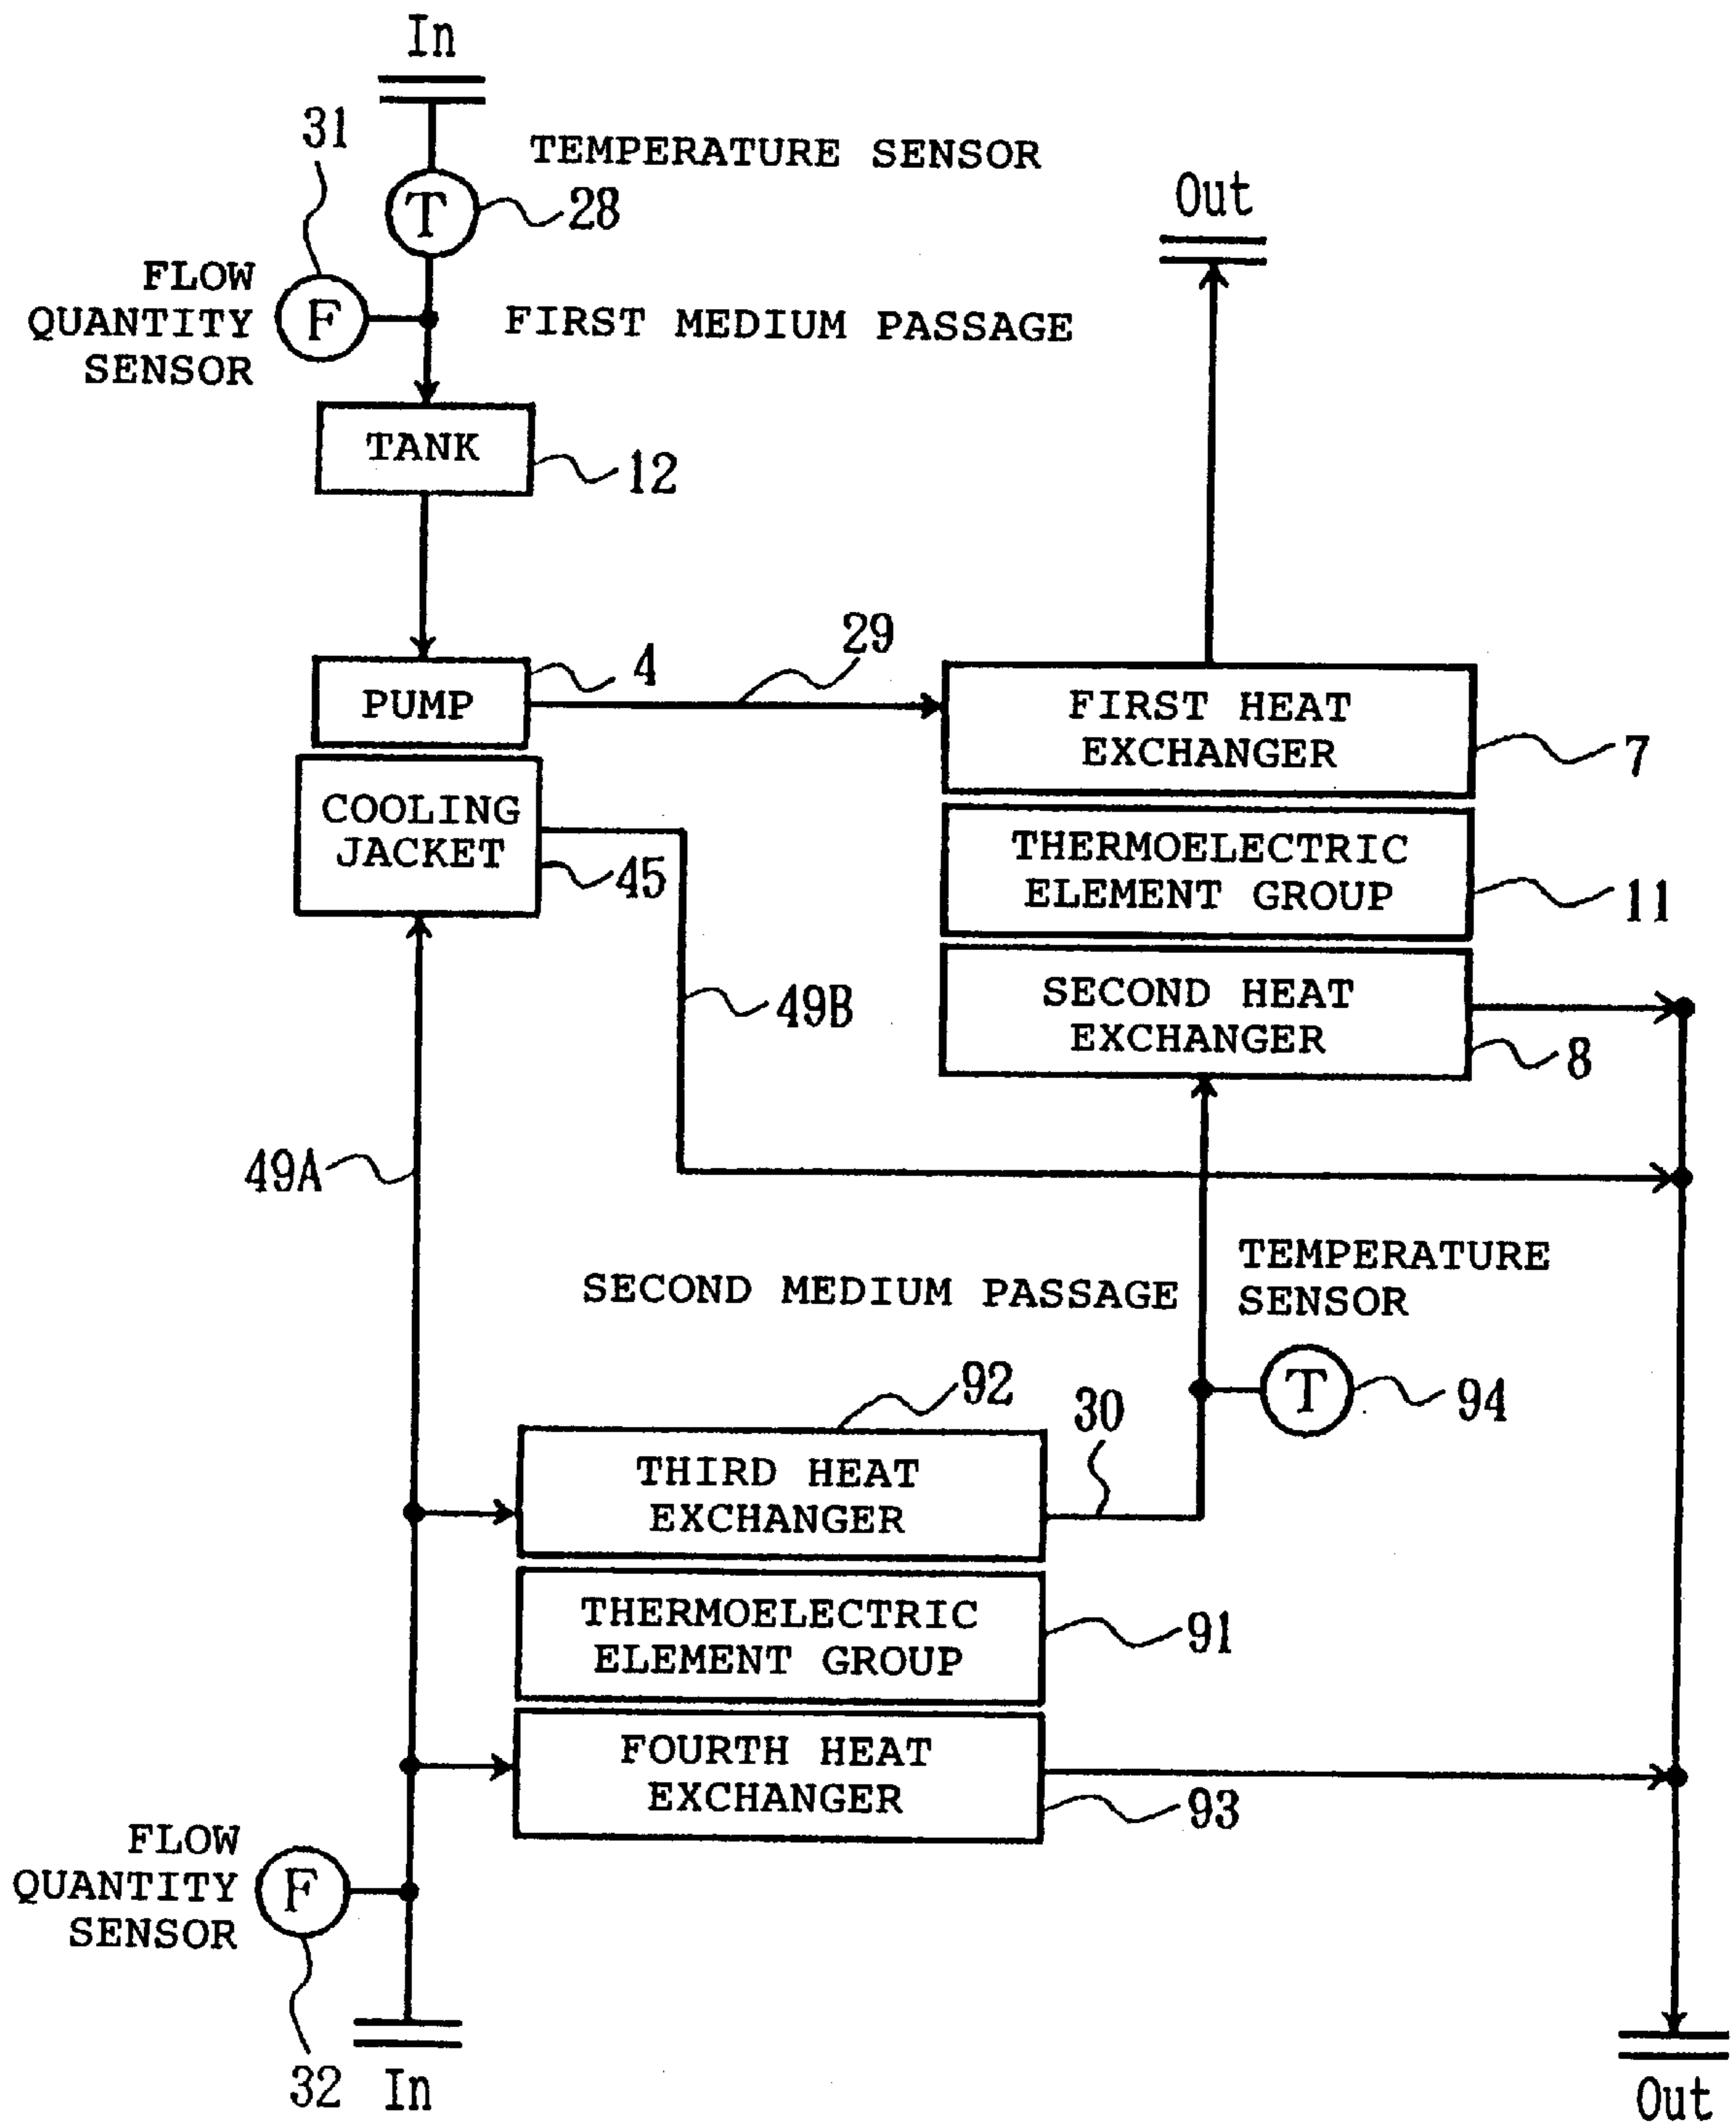 In
31
TEMPERATURE SENSOR
T
28
Out
FLOW
QUANTITY
SENSOR
F
FIRST MEDIUM PASSAGE
TANK
12
4
29
PUMP
FIRST HEAT
EXCHANGER
7
COOLING
JACKET
45
THERMOELECTRIC
ELEMENT GROUP
11
49B
SECOND HEAT
EXCHANGER
8
49A
SECOND MEDIUM PASSAGE
TEMPERATURE
SENSOR
92
30
T
94
THIRD HEAT
EXCHANGER
THERMOELECTRIC
ELEMENT GROUP
91
FOURTH HEAT
EXCHANGER
93
FLOW
QUANTITY
SENSOR
F
32
In
Out